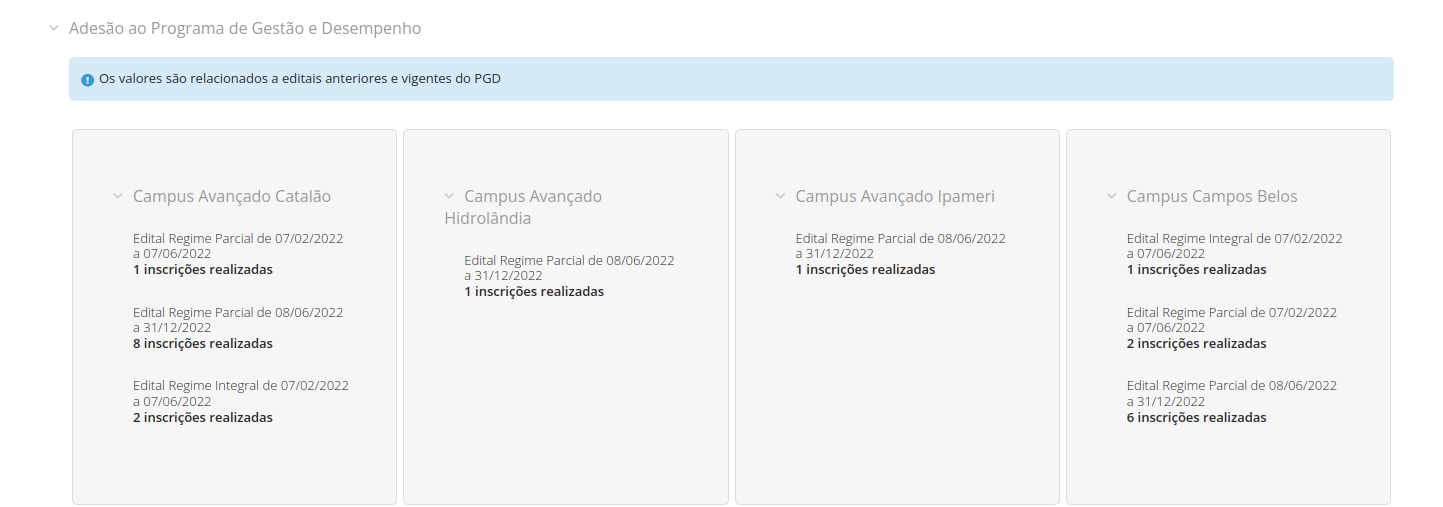 Adesão ao Programa de Gestão e Desempenho
Os valores são relacionados a editais anteriores e vigentes do PGD
Campus Avançado Catalão
Edital Regime Parcial de 07/02/2022
a 07/06/2022
1 inscrições realizadas
Edital Regime Parcial de 08/06/2022
a 31/12/2022
8 inscrições realizadas
Edital Regime Integral de 07/02/2022
a 07/06/2022
2 inscrições realizadas
Campus Avançado
Hidrolândia
Edital Regime Parcial de 08/06/2022
a 31/12/2022
1 inscrições realizadas
Campus Avançado Ipameri
Edital Regime Parcial de 08/06/2022
a 31/12/2022
1 inscrições realizadas
Campus Campos Belos
Edital Regime Integral de 07/02/2022
a 07/06/2022
1 inscrições realizadas
Edital Regime Parcial de 07/02/2022
a 07/06/2022
2 inscrições realizadas
Edital Regime Parcial de 08/06/2022
a 31/12/2022
6 inscrições realizadas